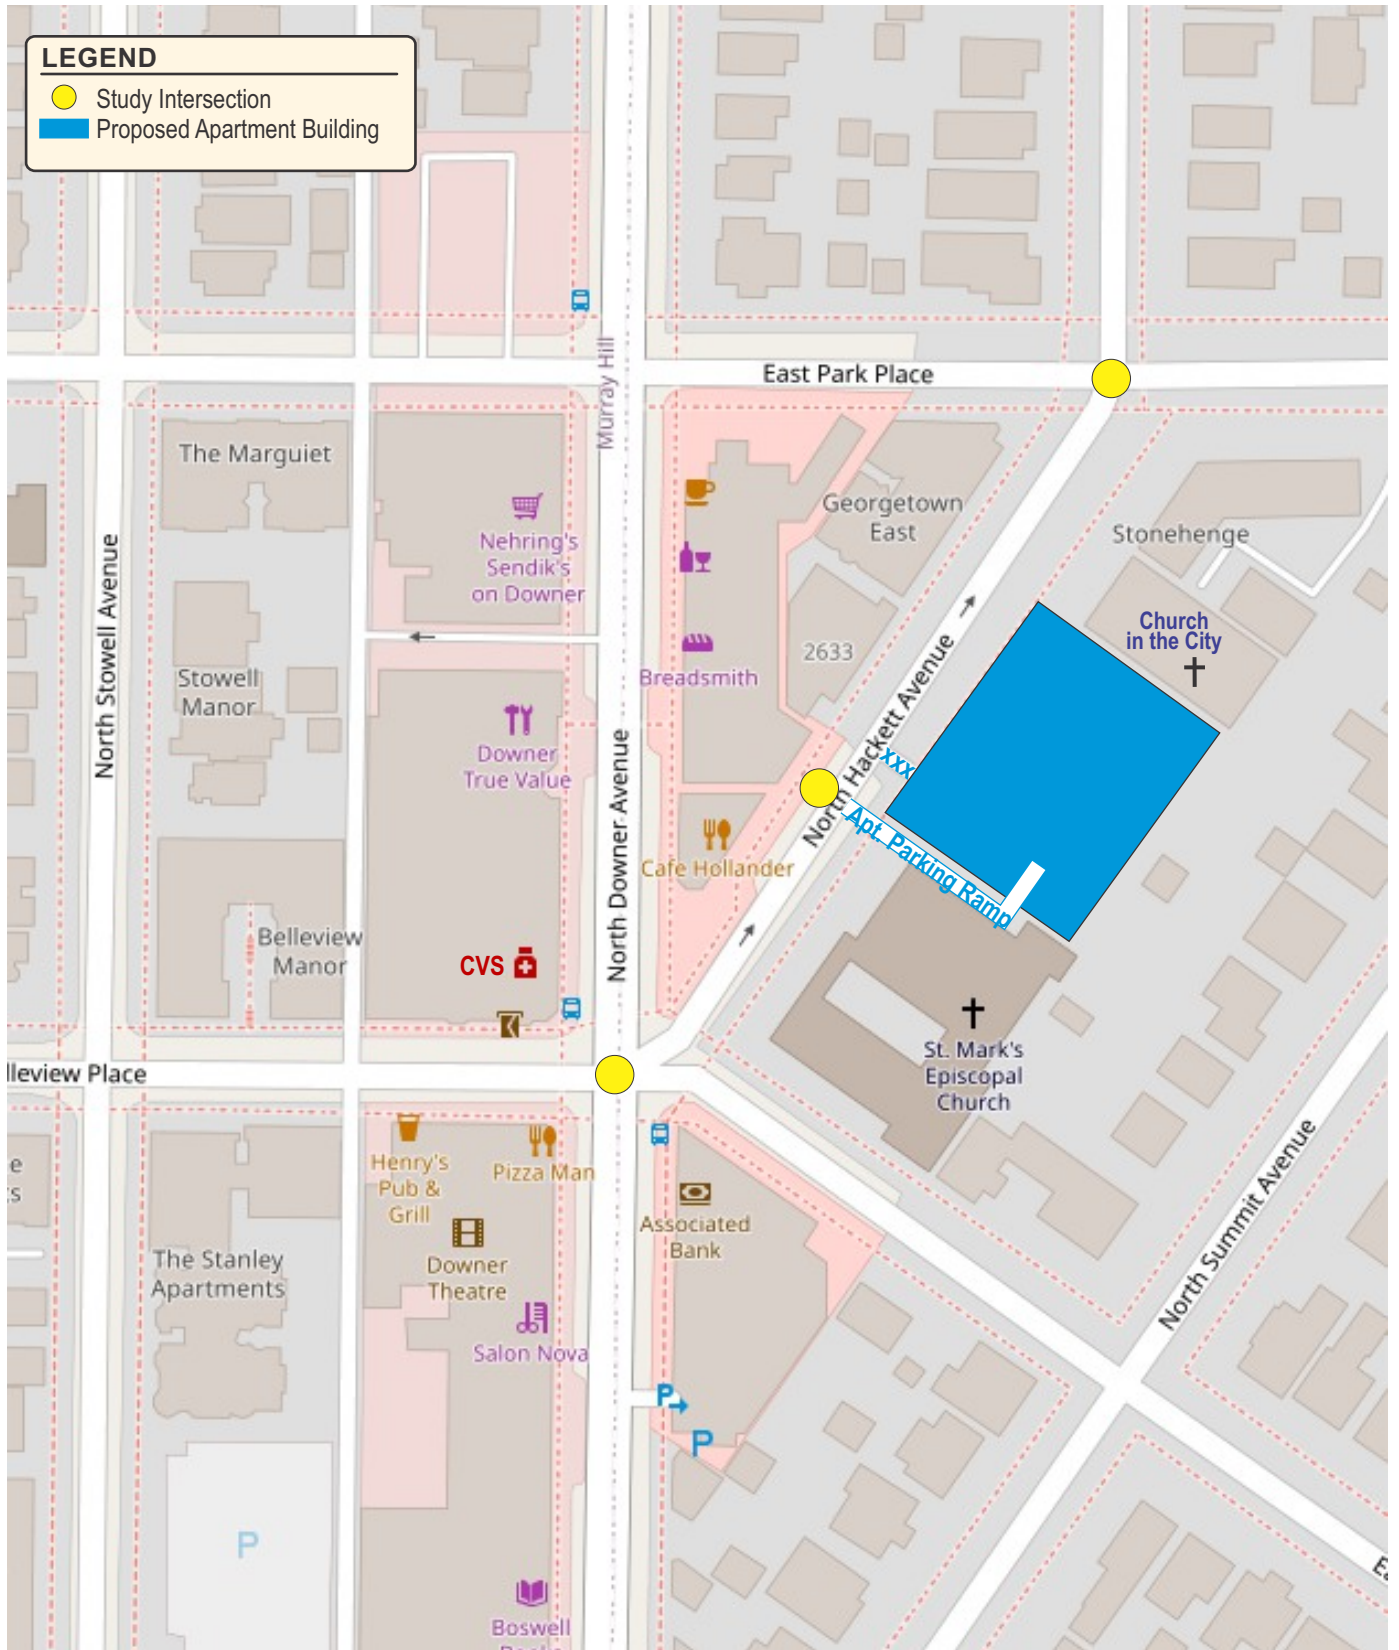 LEGEND
Study Intersection
Proposed Apartment Building
Murray Hill
East Park Place
The Marguiet
Nehring's
Sendik's
on Downer
Georgetown
East
Stonehenge
North Stowell Avenue
Church
in the City
2633
Breadsmith
Stowell
Manor
North Hackett Avenue
Downer
True Value
North Downer Avenue
xxx
Apt. Parking Ramp
Cafe Hollander
Belleview
Manor
CVS
St. Mark's
Episcopal
Church
lleview Place
Henry's
Pub &
Grill
Pizza Man
e
s
Associated
Bank
North Summit Avenue
The Stanley
Apartments
Downer
Theatre
Salon Nova
P
P
P
Boswell